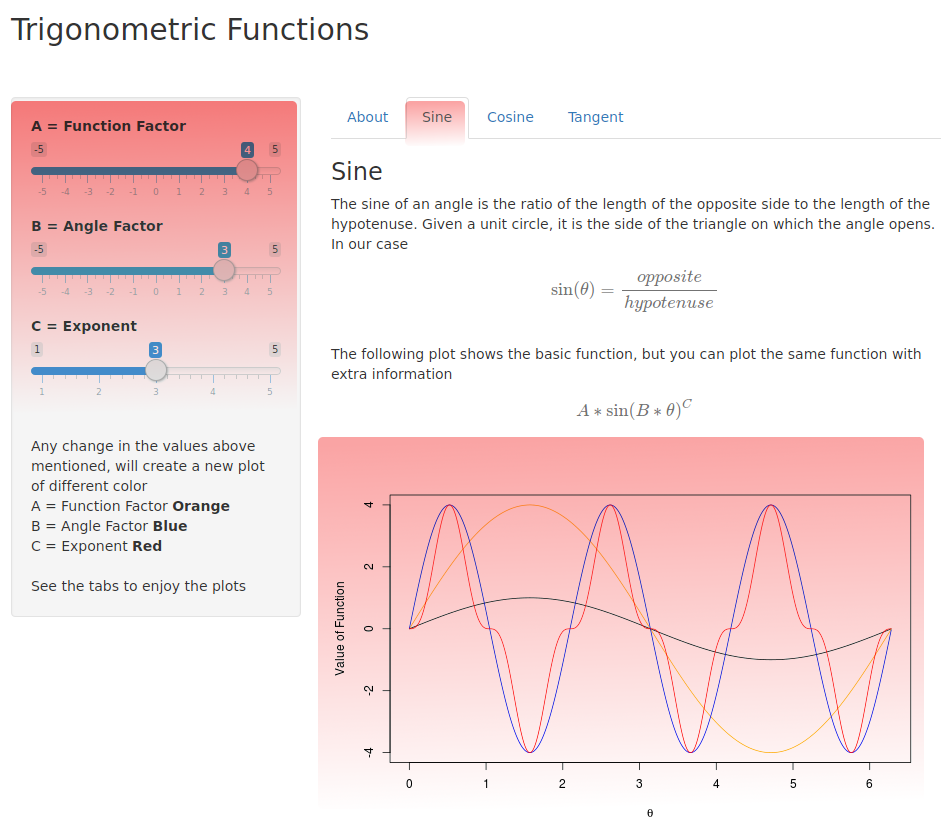 Trigonometric Functions
A = Function Factor
-5 4 5
-5 -4 -3 -2 -1 0 1 2 3 4 5
B = Angle Factor
-5 3 5
-5 -4 -3 -2 -1 0 1 2 3 4 5
C = Exponent
1 3 5
1 2 3 4 5
Any change in the values above
mentioned, will create a new plot
of different color
A = Function Factor Orange
B = Angle Factor Blue
C = Exponent Red
See the tabs to enjoy the plots
About Sine Cosine Tangent
Sine
The sine of an angle is the ratio of the length of the opposite side to the length of the
hypotenuse. Given a unit circle, it is the side of the triangle on which the angle opens.
In our case
sin(θ) = opposite
hypotenuse
The following plot shows the basic function, but you can plot the same function with
extra information
A ∗ sin(B ∗ θ)^C
Value of Function
4
2
0
-2
-4
0 1 2 3 4 5 6
θ